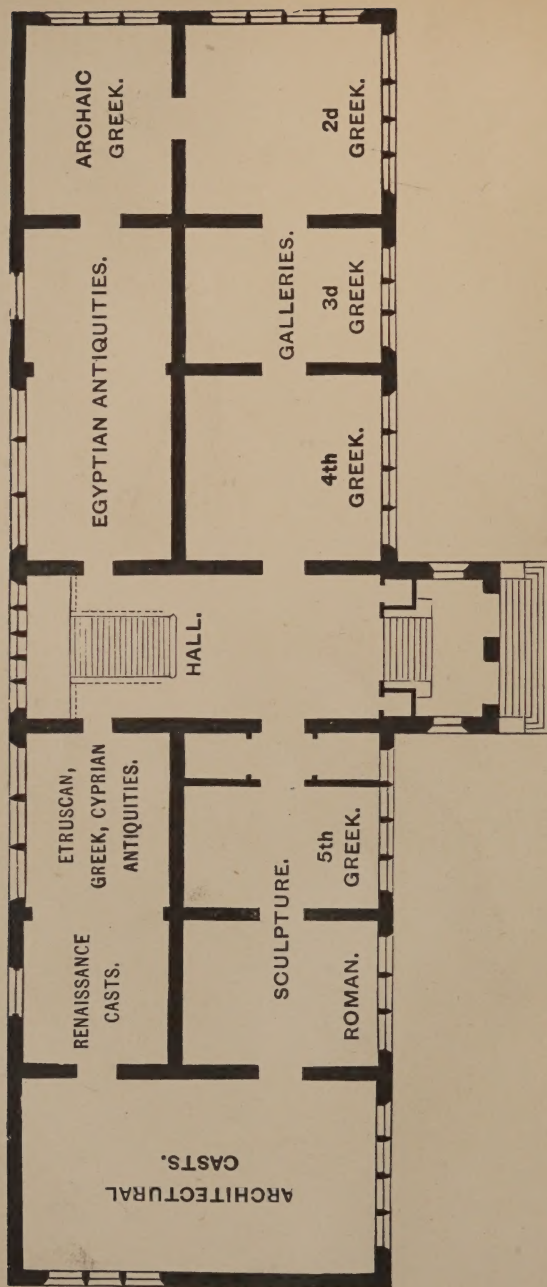 ARCHITECTURAL
CASTS.
RENAISSANCE
CASTS.
ETRUSCAN,
GREEK, CYPRIAN
ANTIQUITIES.
EGYPTIAN ANTIQUITIES.
ARCHAIC
GREEK.
HALL.
SCULPTURE.
GALLERIES.
ROMAN.
5th
GREEK.
4th
GREEK.
3d
GREEK
2d
GREEK.